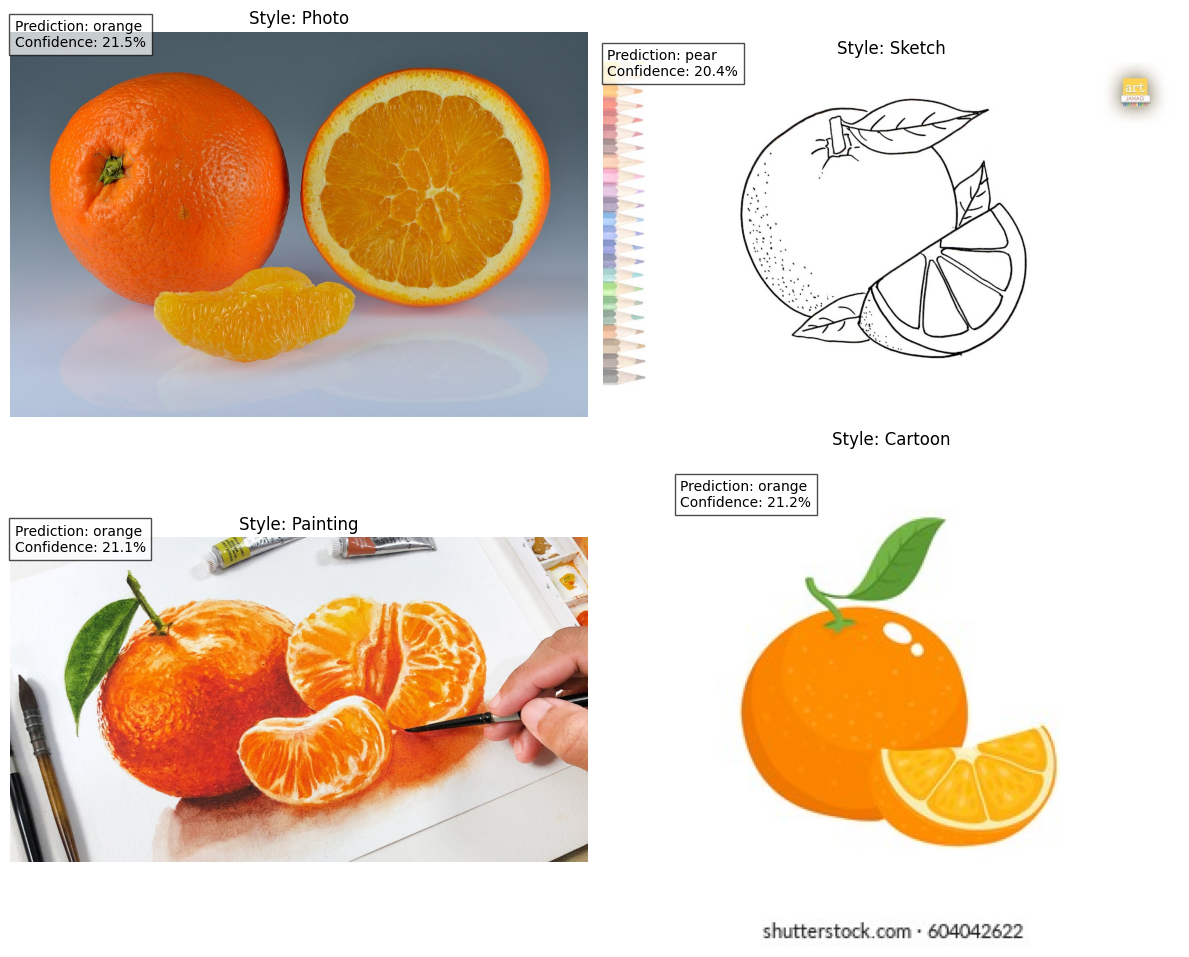 Style: Photo
Prediction: orange
Confidence: 21.5%
Style: Sketch
Prediction: pear
Confidence: 20.4%
art
Style: Painting
Prediction: orange
Confidence: 21.1%
Style: Cartoon
Prediction: orange
Confidence: 21.2%
shutterstock.com · 604042622